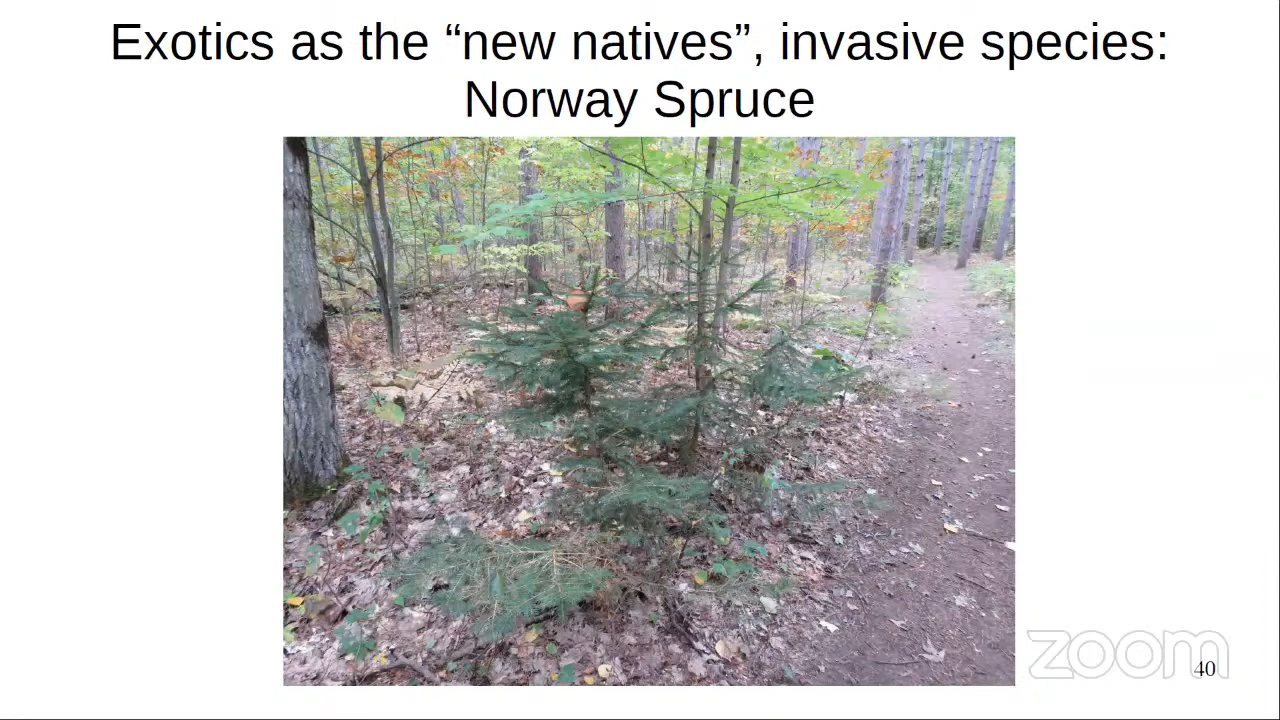 Exotics as the “new natives”, invasive species:
Norway Spruce
zoom
40